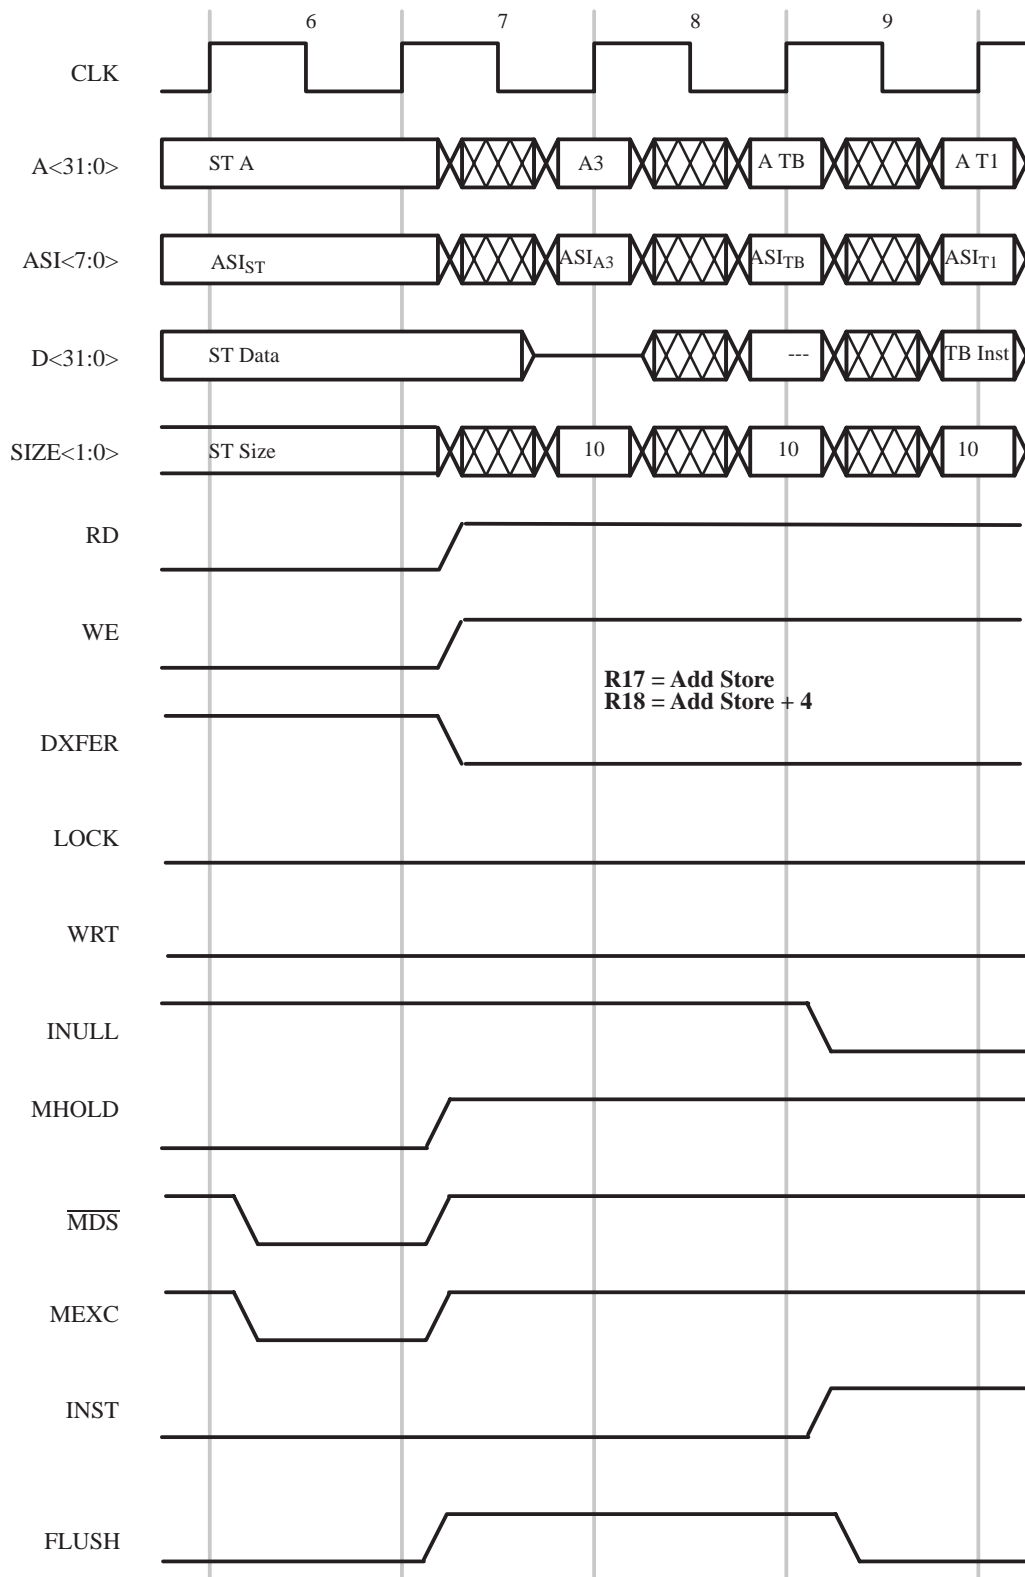 6 7 8 9
CLK
A<31:0> ST A A3 A TB A T1
ASI<7:0> ASIST ASIA3 ASITB ASIT1
D<31:0> ST Data --- TB Inst
SIZE<1:0> ST Size 10 10 10
RD
WE
R17 = Add Store
R18 = Add Store + 4
DXFER
LOCK
WRT
INULL
MHOLD
MDS
MEXC
INST
FLUSH